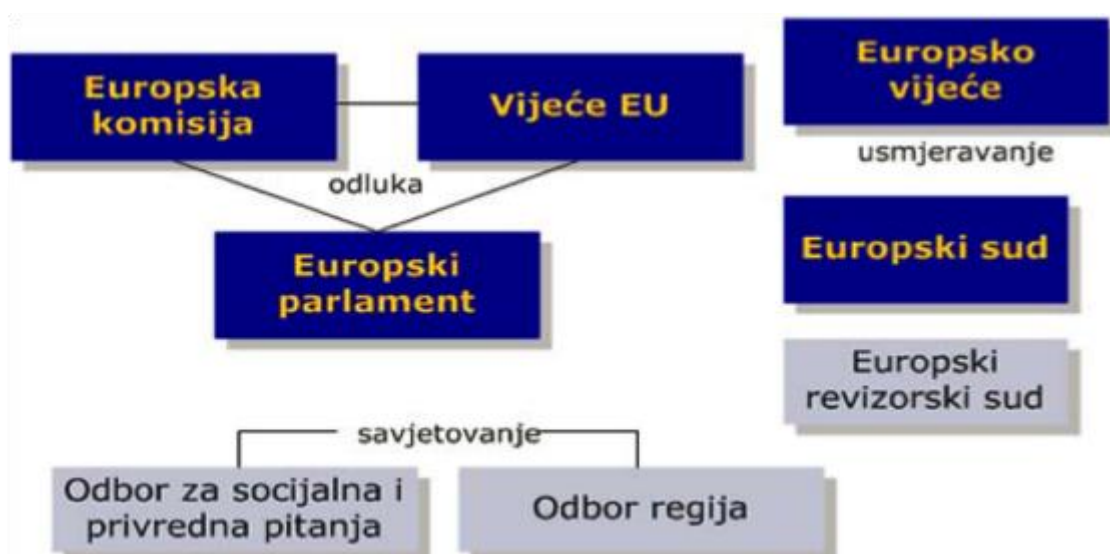 Europska
komisija
Vijeće EU
Europsko
vijeće
usmjeravanje
odluka
Europski
parlament
Europski sud
Europski
revizorski sud
savjetovanje
Odbor za socijalna i
privredna pitanja
Odbor regija